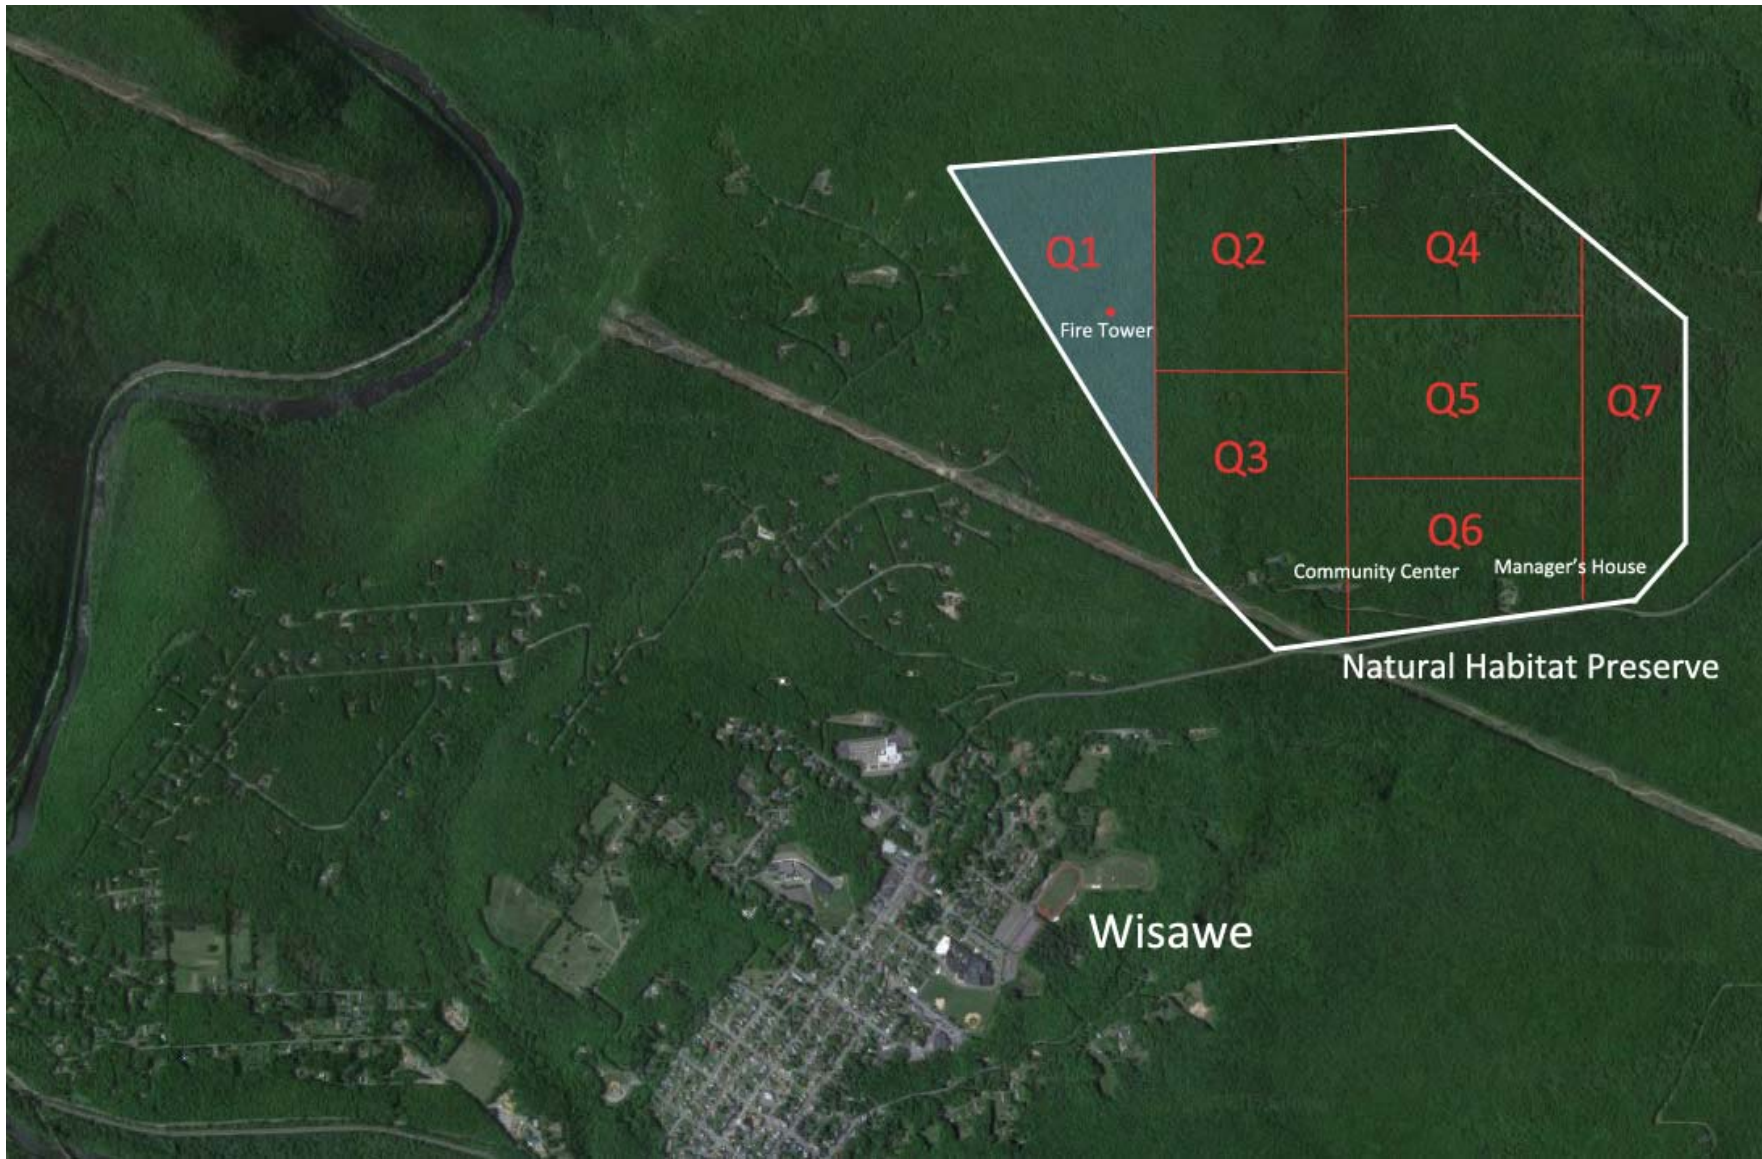 Q1
Q2
Q4
Fire Tower
Q5
Q7
Q3
Q6
Community Center
Manager's House
Natural Habitat Preserve
Wisawe